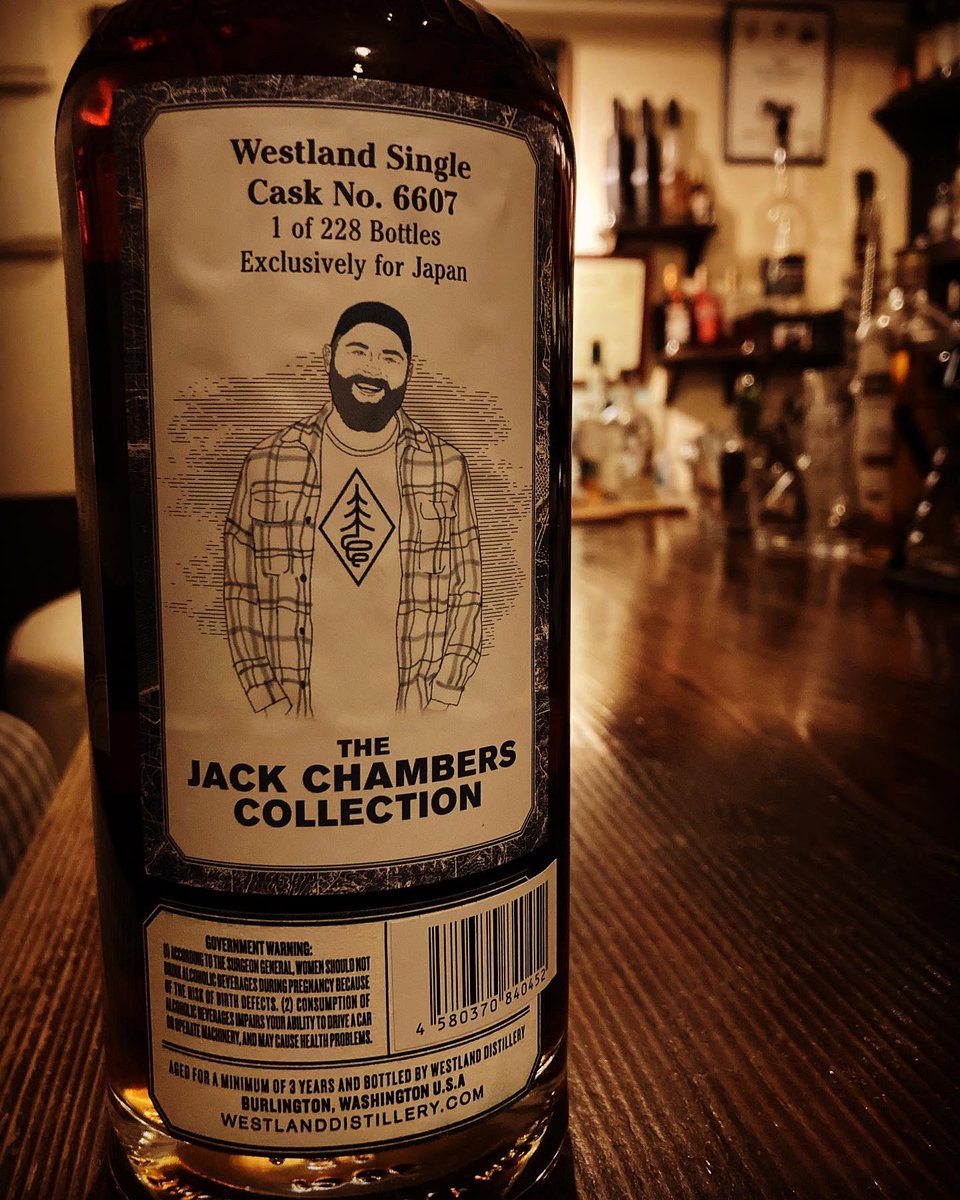 Westland Single
Cask No. 6607
1 of 228 Bottles
Exclusively for Japan
THE
JACK CHAMBERS
COLLECTION
GOVERNMENT WARNING:
(1) ACCORDING TO THE SURGEON GENERAL, WOMEN SHOULD NOT
DRINK ALCOHOLIC BEVERAGES DURING PREGNANCY BECAUSE
OF THE RISK OF BIRTH DEFECTS. (2) CONSUMPTION OF
ALCOHOLIC BEVERAGES IMPAIRS YOUR ABILITY TO DRIVE A CAR
OR OPERATE MACHINERY, AND MAY CAUSE HEALTH PROBLEMS.
4 580370 840452
AGED FOR A MINIMUM OF 3 YEARS AND BOTTLED BY WESTLAND DISTILLERY
BURLINGTON, WASHINGTON U.S.A
WESTLANDDISTILLERY.COM